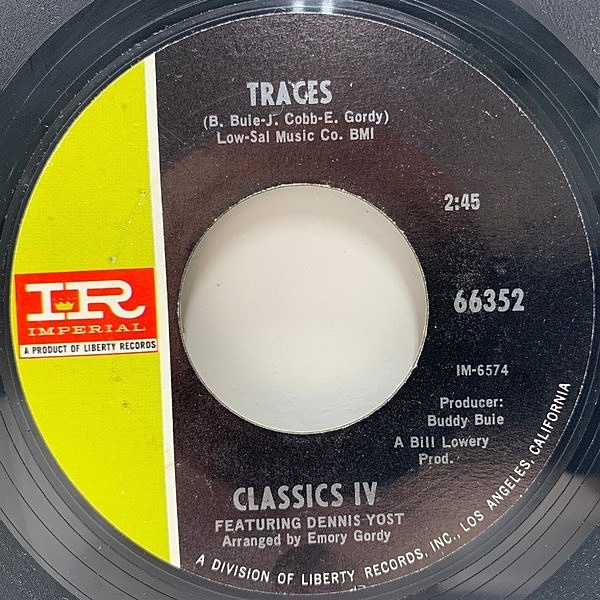 TRACES
(B. Buie-J. Cobb-E. Gordy)
Low-Sal Music Co. BMI
2:45
66352
IR
IMPERIAL
A PRODUCT OF LIBERTY RECORDS
IM-6574
Producer:
Buddy Buie
A Bill Lowery
Prod.
CLASSICS IV
FEATURING DENNIS YOST
Arranged by Emory Gordy
A DIVISION OF LIBERTY RECORDS, INC., LOS ANGELES, CALIFORNIA